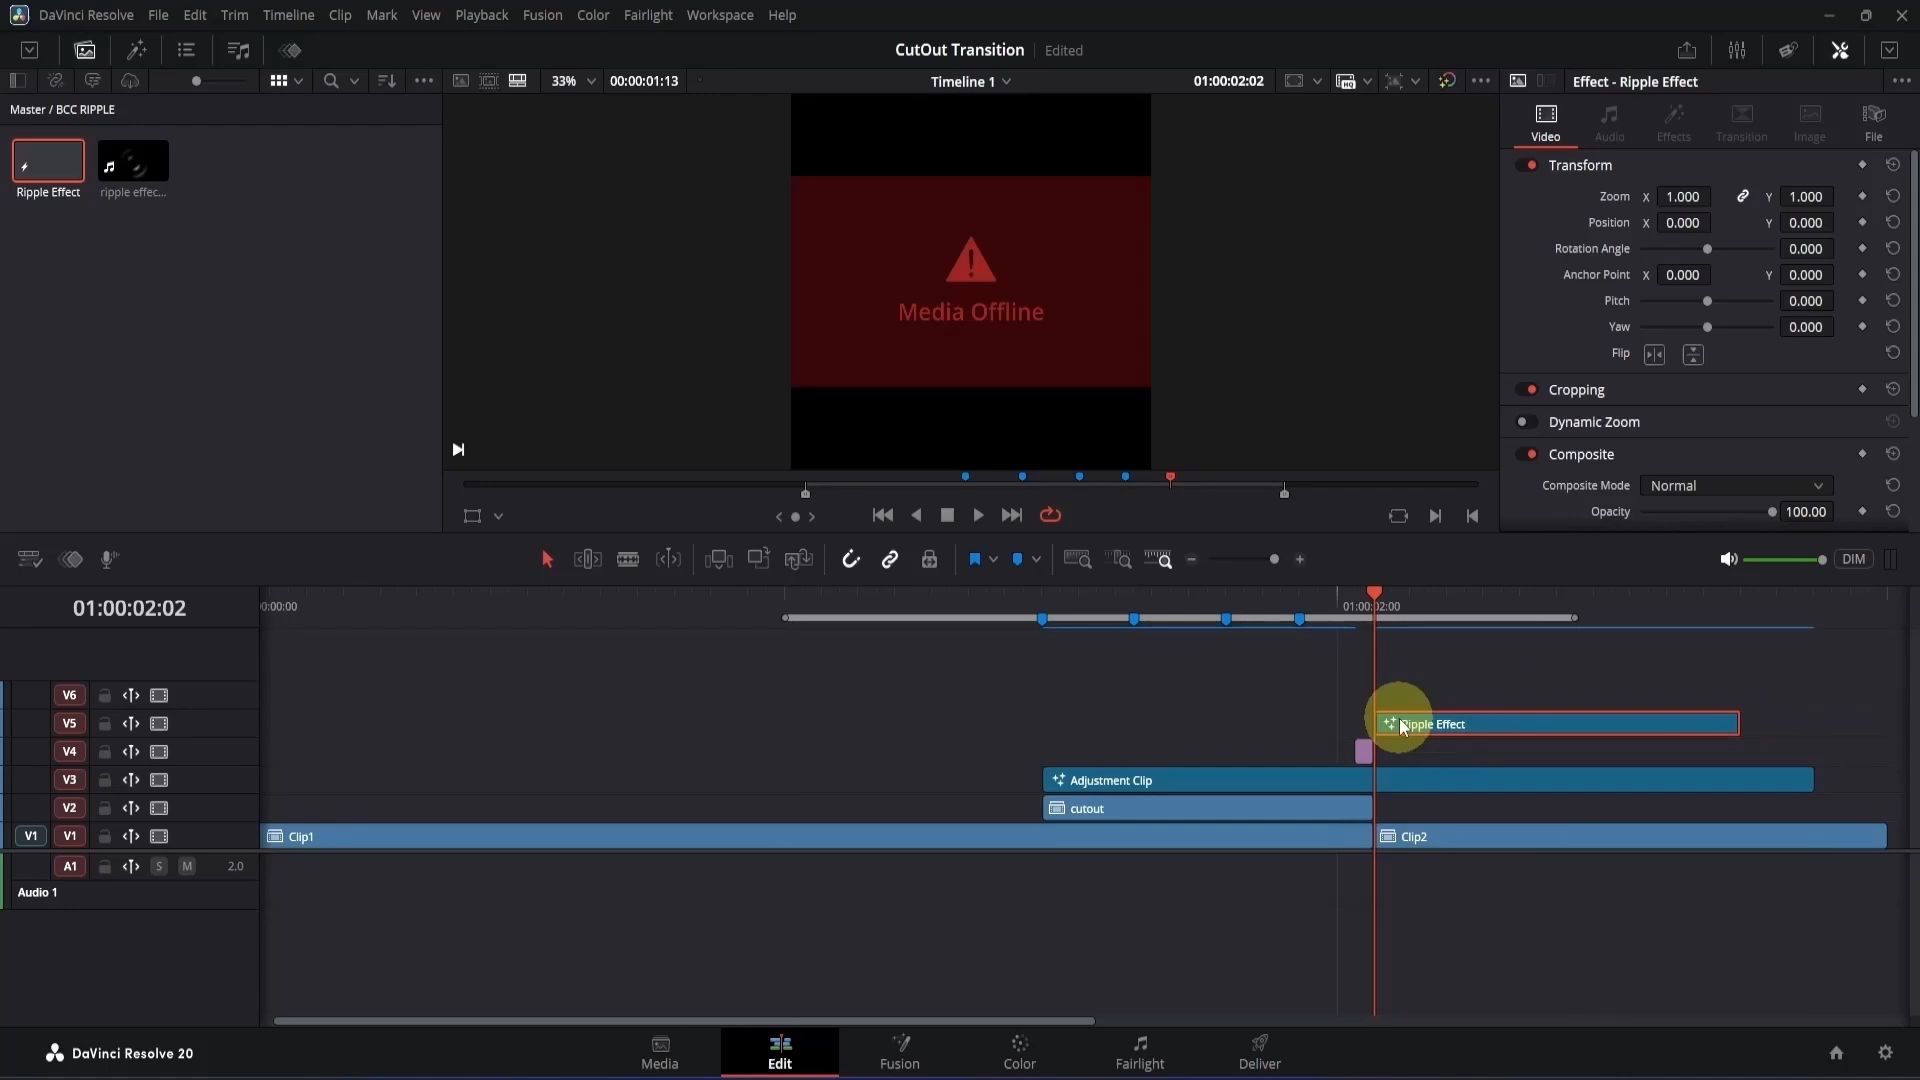 DaVinci Resolve File Edit Trim Timeline Clip Mark View Playback Fusion Color Fairlight Workspace Help
CutOut Transition Edited
33% 00:00:01:13 Timeline 1 01:00:02:02 Effect - Ripple Effect
Master / BCC RIPPLE
Ripple Effect ripple effec...
Media Offline
Video Audio Effects Transition Image File
Transform
Zoom X 1.000 Y 1.000
Position X 0.000 Y 0.000
Rotation Angle 0.000
Anchor Point X 0.000 Y 0.000
Pitch 0.000
Yaw 0.000
Flip
Cropping
Dynamic Zoom
Composite
Composite Mode Normal
Opacity 100.00
DIM
01:00:02:02
0:00:00 01:00:02:00
V6
V5 Ripple Effect
V4
V3 Adjustment Clip
V2 cutout
V1 V1 Clip1 Clip2
A1 S M 2.0
Audio 1
DaVinci Resolve 20
Media Edit Fusion Color Fairlight Deliver